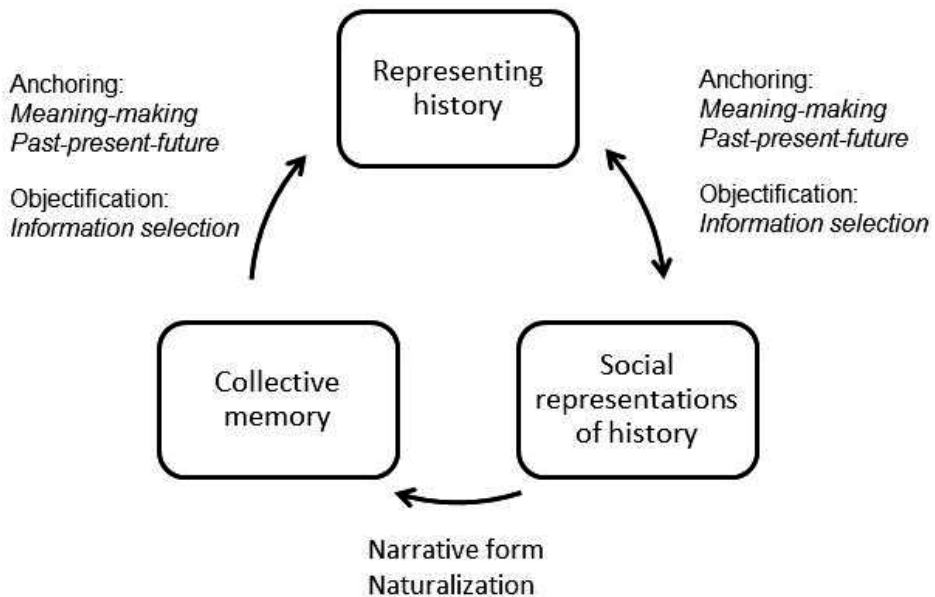 Representing
history
Anchoring:
Meaning-making
Past-present-future
Objectification:
Information selection
Anchoring:
Meaning-making
Past-present-future
Objectification:
Information selection
Collective
memory
Social
representations
of history
Narrative form
Naturalization